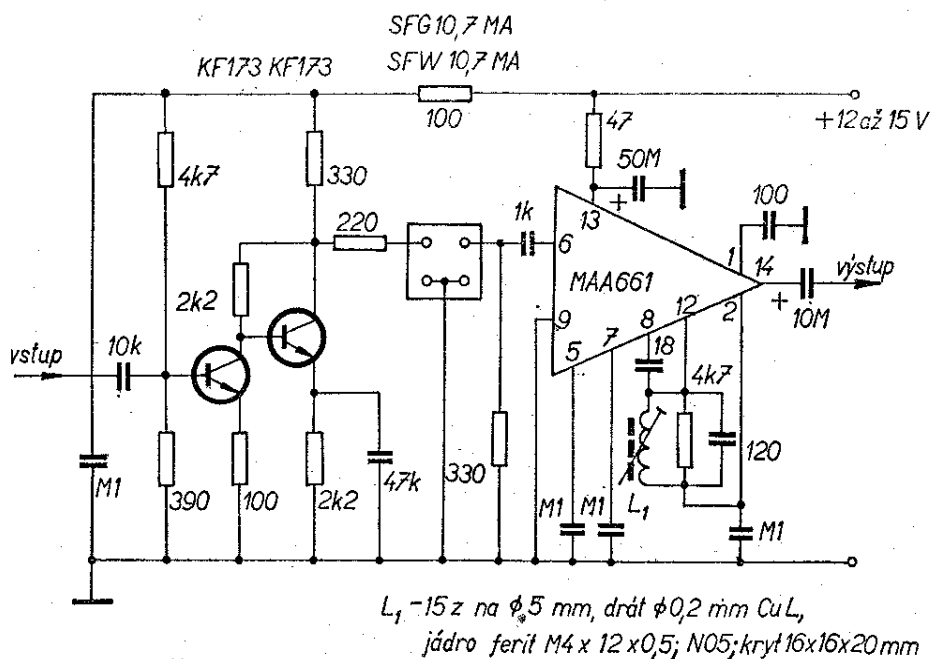 SFG 10,7 MA
KF173 KF173 SFW 10,7 MA
100
47
+12 až 15 V
4k7
330
50M
+
13
100
220
1k
6
1
14
výstup
MAA661
2k2
+
10M
9
12
2
8
vstup
10k
5
7
18
4k7
120
M1
390
100
2k2
47k
330
M1
M1
L1
M1
L1 - 15 z na ϕ 5 mm, drát ϕ 0,2 mm CuL,
jádro ferit M4 x 12 x 0,5; N05; kryt 16x16x20 mm